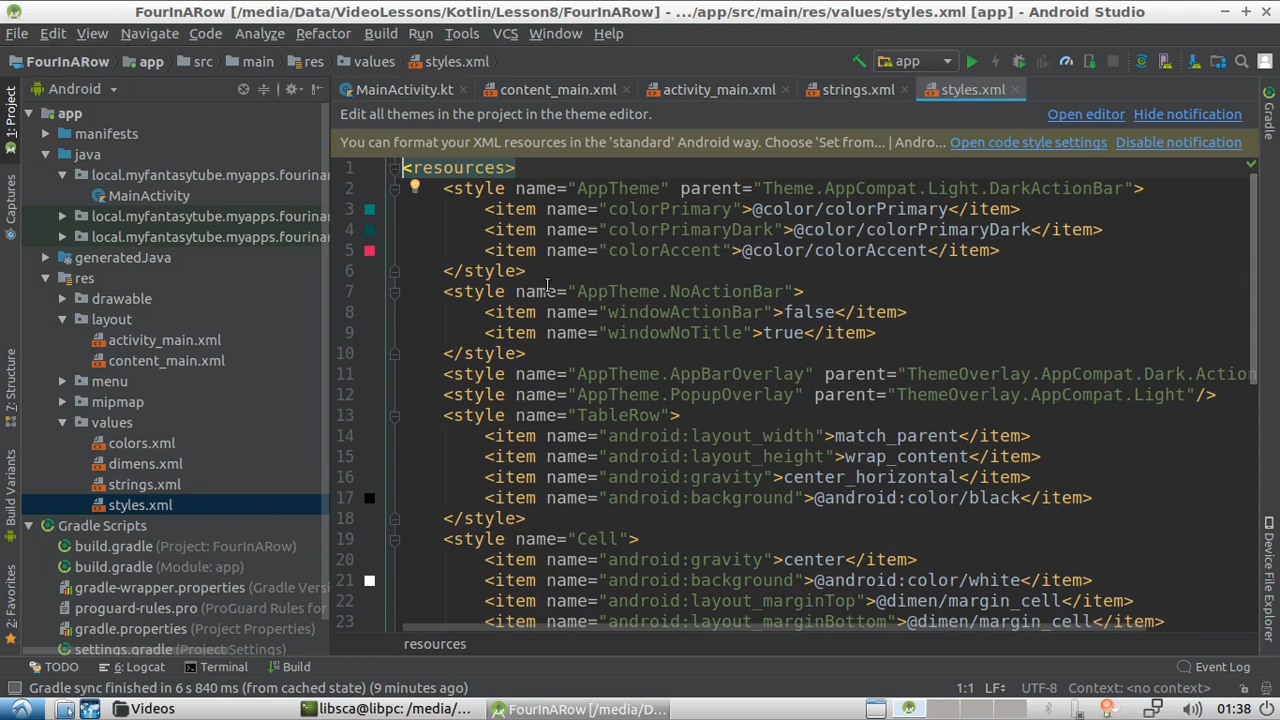 FourInARow [/media/Data/VideoLessons/Kotlin/Lesson8/FourInARow] - .../app/src/main/res/values/styles.xml [app] - Android Studio
File Edit View Navigate Code Analyze Refactor Build Run Tools VCS Window Help
FourInARow app src main res values styles.xml app
Android MainActivity.kt content_main.xml activity_main.xml strings.xml styles.xml
1: Project
Captures
7: Structure
Build Variants
2: Favorites
app
manifests
java
local.myfantasytube.myapps.fourinar
MainActivity
local.myfantasytube.myapps.fourinar
local.myfantasytube.myapps.fourinar
generatedJava
res
drawable
layout
activity_main.xml
content_main.xml
menu
mipmap
values
colors.xml
dimens.xml
strings.xml
styles.xml
Gradle Scripts
build.gradle (Project: FourInARow)
build.gradle (Module: app)
gradle-wrapper.properties (Gradle Vers
proguard-rules.pro (ProGuard Rules for
gradle.properties (Project Properties)
settings.gradle (Project Settings)
Edit all themes in the project in the theme editor. Open editor Hide notification
You can format your XML resources in the 'standard' Android way. Choose 'Set from... | Andro... Open code style settings Disable notification
1 <resources>
2 <style name="AppTheme" parent="Theme.AppCompat.Light.DarkActionBar">
3 <item name="colorPrimary">@color/colorPrimary</item>
4 <item name="colorPrimaryDark">@color/colorPrimaryDark</item>
5 <item name="colorAccent">@color/colorAccent</item>
6 </style>
7 <style name="AppTheme.NoActionBar">
8 <item name="windowActionBar">false</item>
9 <item name="windowNoTitle">true</item>
10 </style>
11 <style name="AppTheme.AppBarOverlay" parent="ThemeOverlay.AppCompat.Dark.Action
12 <style name="AppTheme.PopupOverlay" parent="ThemeOverlay.AppCompat.Light"/>
13 <style name="TableRow">
14 <item name="android:layout_width">match_parent</item>
15 <item name="android:layout_height">wrap_content</item>
16 <item name="android:gravity">center_horizontal</item>
17 <item name="android:background">@android:color/black</item>
18 </style>
19 <style name="Cell">
20 <item name="android:gravity">center</item>
21 <item name="android:background">@android:color/white</item>
22 <item name="android:layout_marginTop">@dimen/margin_cell</item>
23 <item name="android:layout_marginBottom">@dimen/margin_cell</item>
resources
Gradle
Device File Explorer
TODO 6: Logcat Terminal Build Event Log
Gradle sync finished in 6 s 840 ms (from cached state) (9 minutes ago) 1:1 LF÷ UTF-8 Context: <no context>
Videos libsca@libpc: /media/... FourInARow [/media/D... 01:38